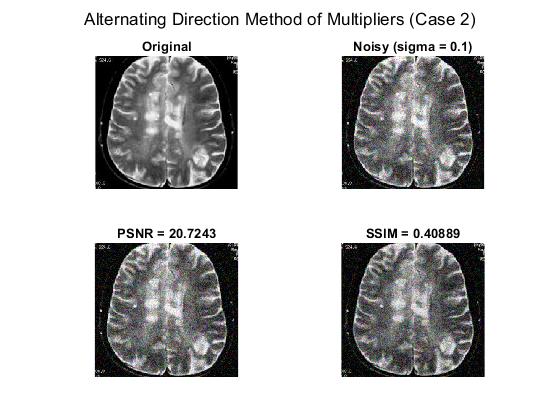 Alternating Direction Method of Multipliers (Case 2)
Original
Noisy (sigma = 0.1)
PSNR = 20.7243
SSIM = 0.40889